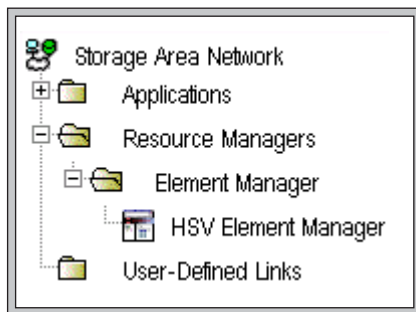 Storage Area Network
Applications
Resource Managers
Element Manager
HSV Element Manager
User-Defined Links